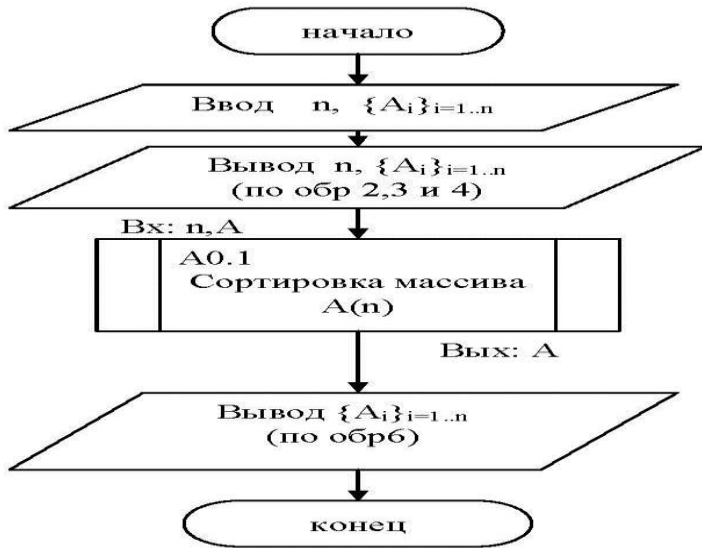 начало
Ввод n, {Ai}i=1..n
Вывод n, {Ai}i=1..n
(по обр 2,3 и 4)
Вх: n,A
A0.1
Сортировка массива
A(n)
Вых: A
Вывод {Ai}i=1..n
(по обр6)
конец